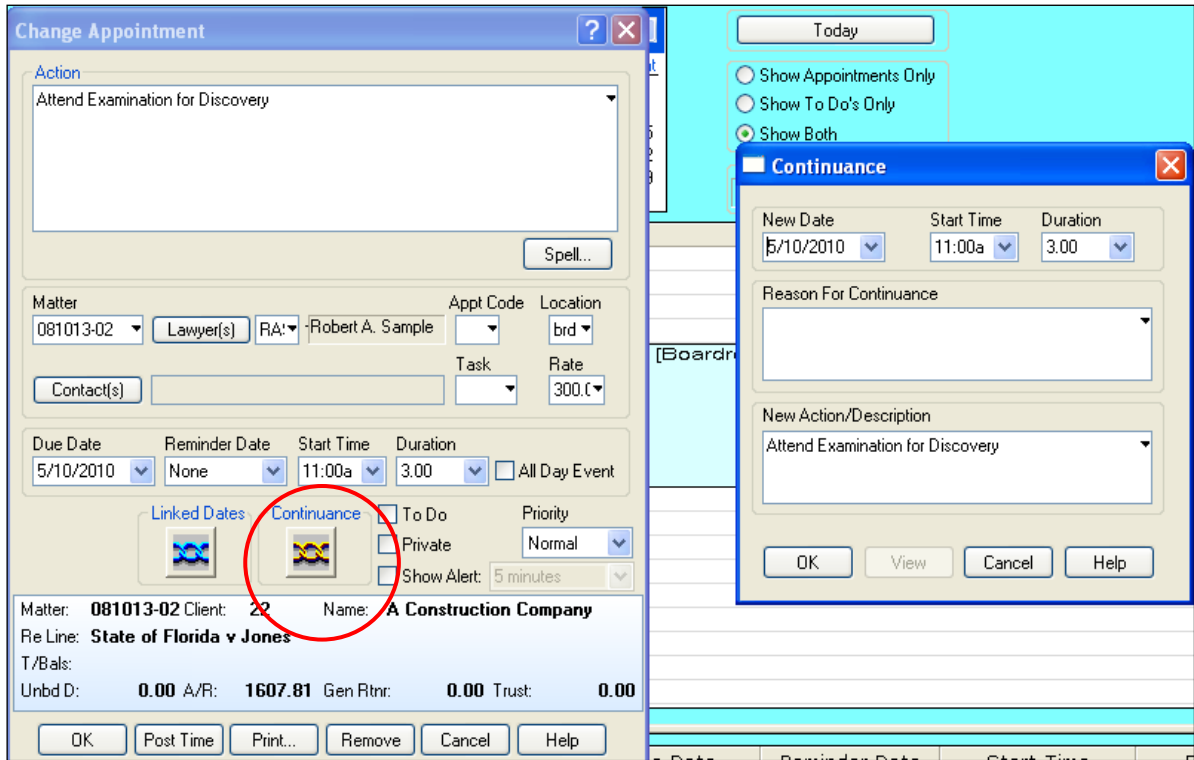 Change Appointment
Action
Attend Examination for Discovery
Spell...
Matter Appt Code Location
081013-02 Lawyer(s) Robert A. Sample brd
Task Rate
Contact(s)
Due Date Reminder Date Start Time Duration
5/10/2010 None 11:00a 3.00 All Day Event
Linked Dates Continuance To Do Priority
Private Normal
Show Alert: 5 minutes
Matter: 081013-02 Client: 22 Name: A Construction Company
Re Line: State of Florida v Jones
T/Bals:
Unbd D: 0.00 A/R: 1607.81 Gen Rtnr: 0.00 Trust: 0.00
OK Post Time Print... Remove Cancel Help
Today
Show Appointments Only
Show To Do's Only
Show Both
Continuance
New Date Start Time Duration
5/10/2010 11:00a 3.00
Reason For Continuance
New Action/Description
Attend Examination for Discovery
OK View Cancel Help
Date Reminder Date Start Time